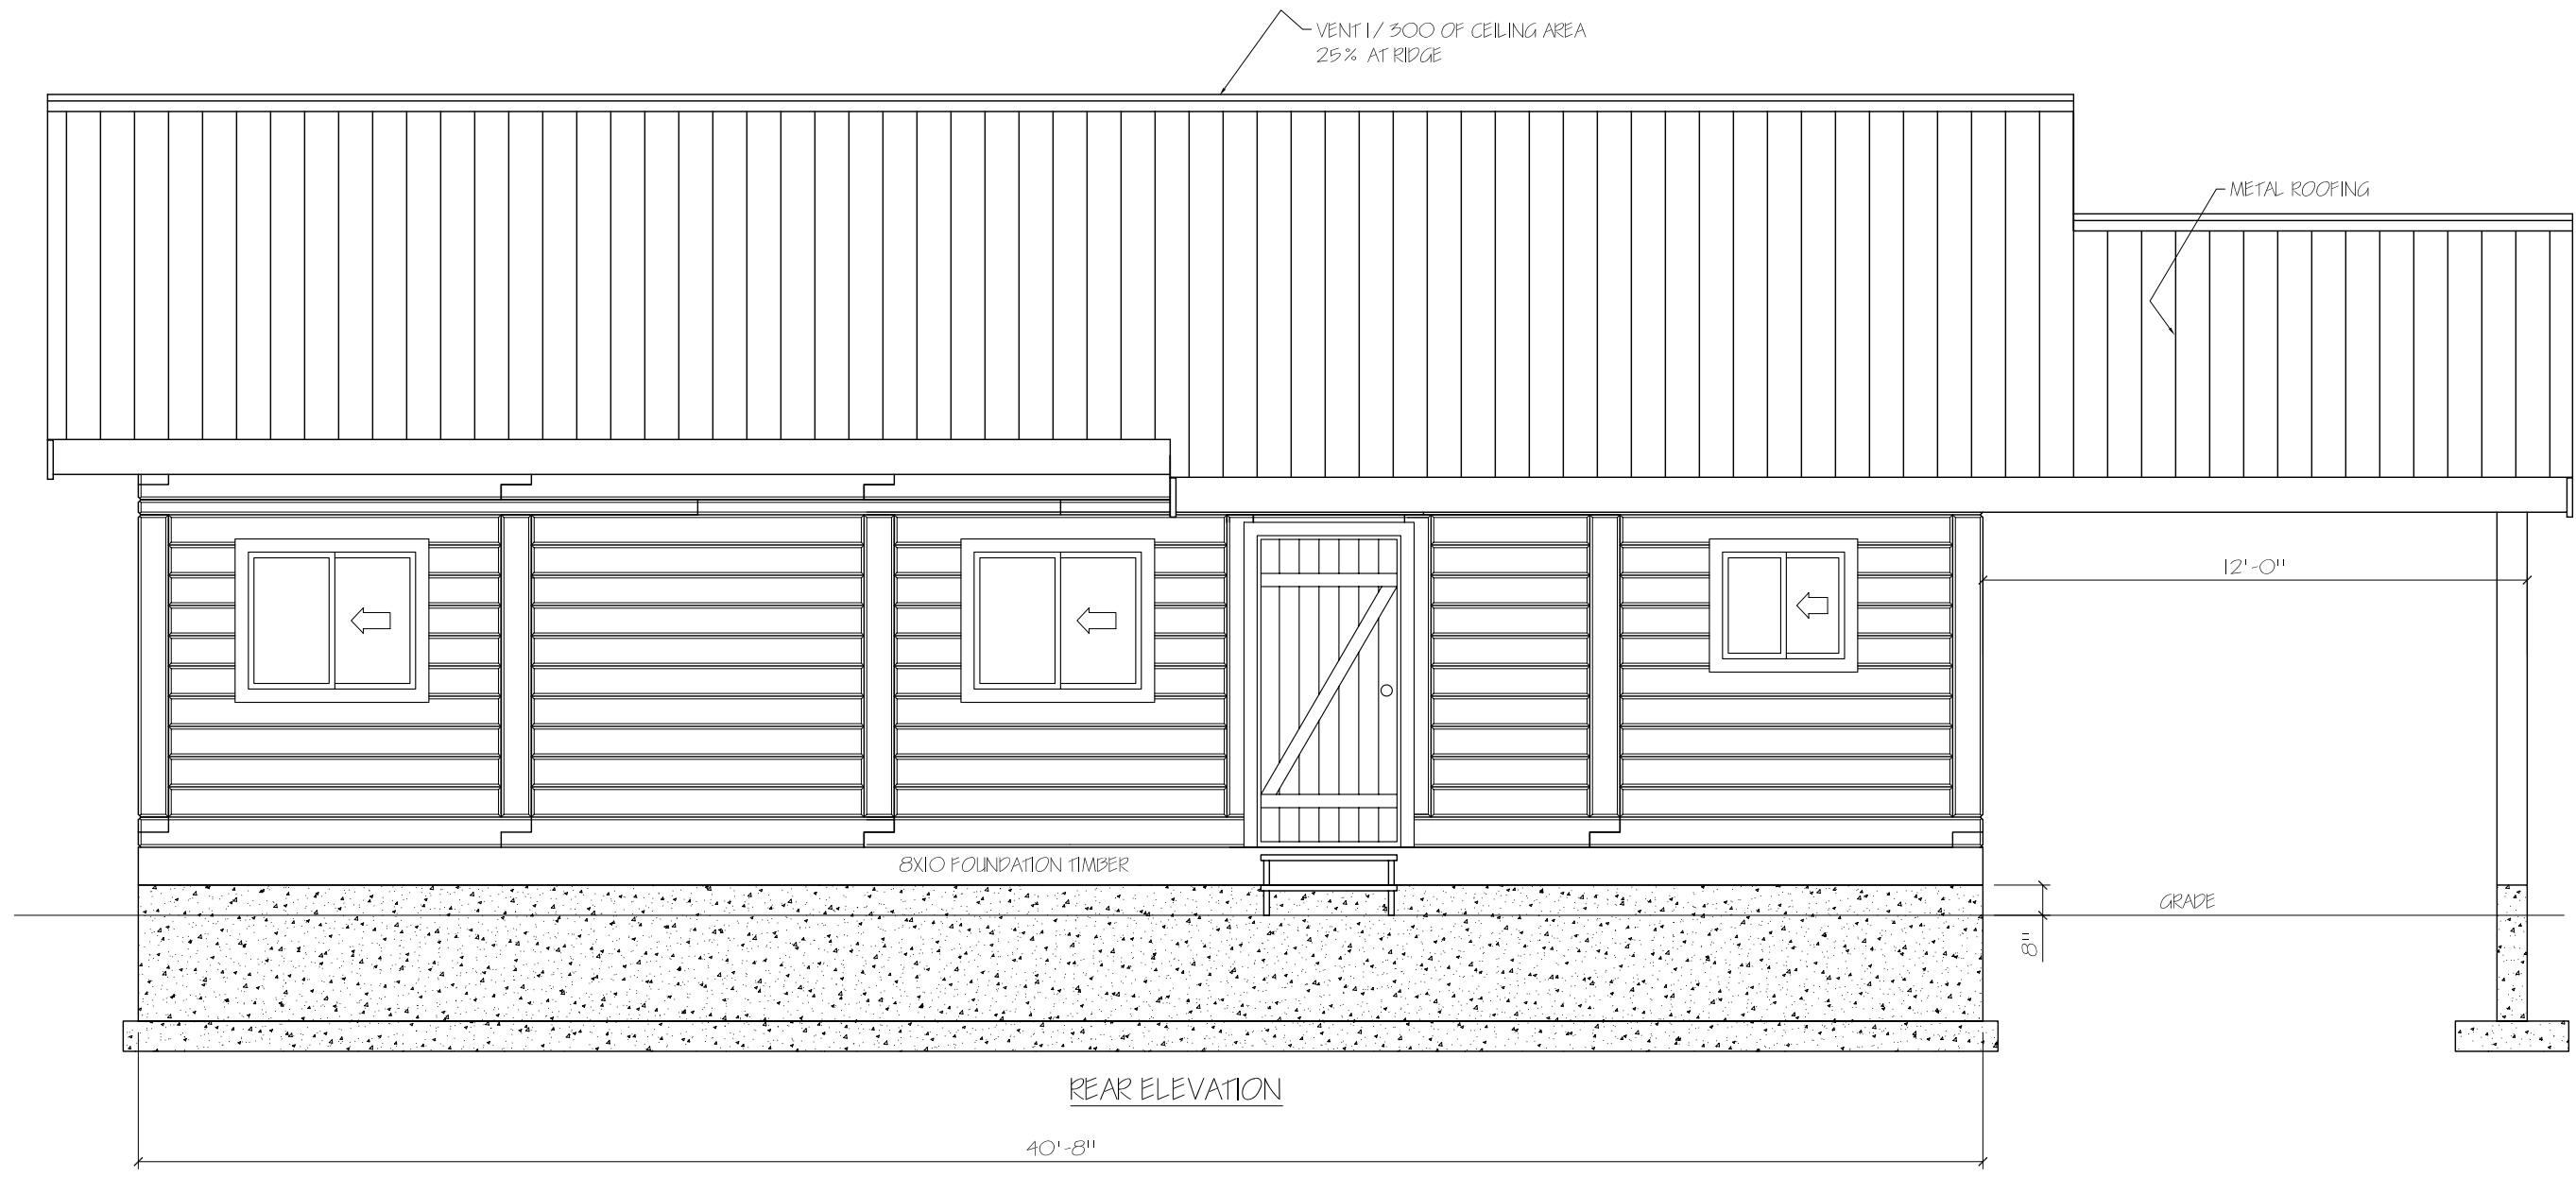 VENT 1/300 OF CEILING AREA
25% AT RIDGE
METAL ROOFING
12'-0"
8X10 FOUNDATION TIMBER
GRADE
8"
REAR ELEVATION
40'-8"